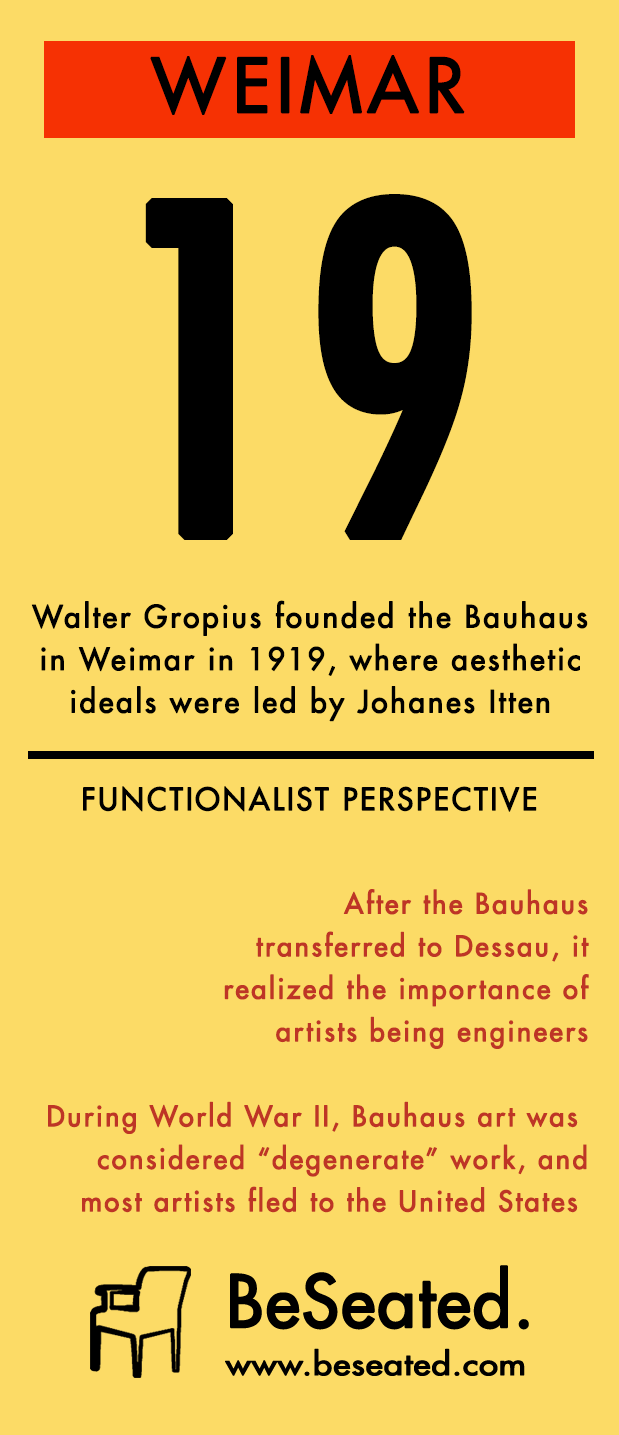 WEIMAR
19
Walter Gropius founded the Bauhaus
in Weimar in 1919, where aesthetic
ideals were led by Johanes Itten
FUNCTIONALIST PERSPECTIVE
After the Bauhaus
transferred to Dessau, it
realized the importance of
artists being engineers
During World War II, Bauhaus art was
considered “degenerate” work, and
most artists fled to the United States
BeSeated.
www.beseated.com